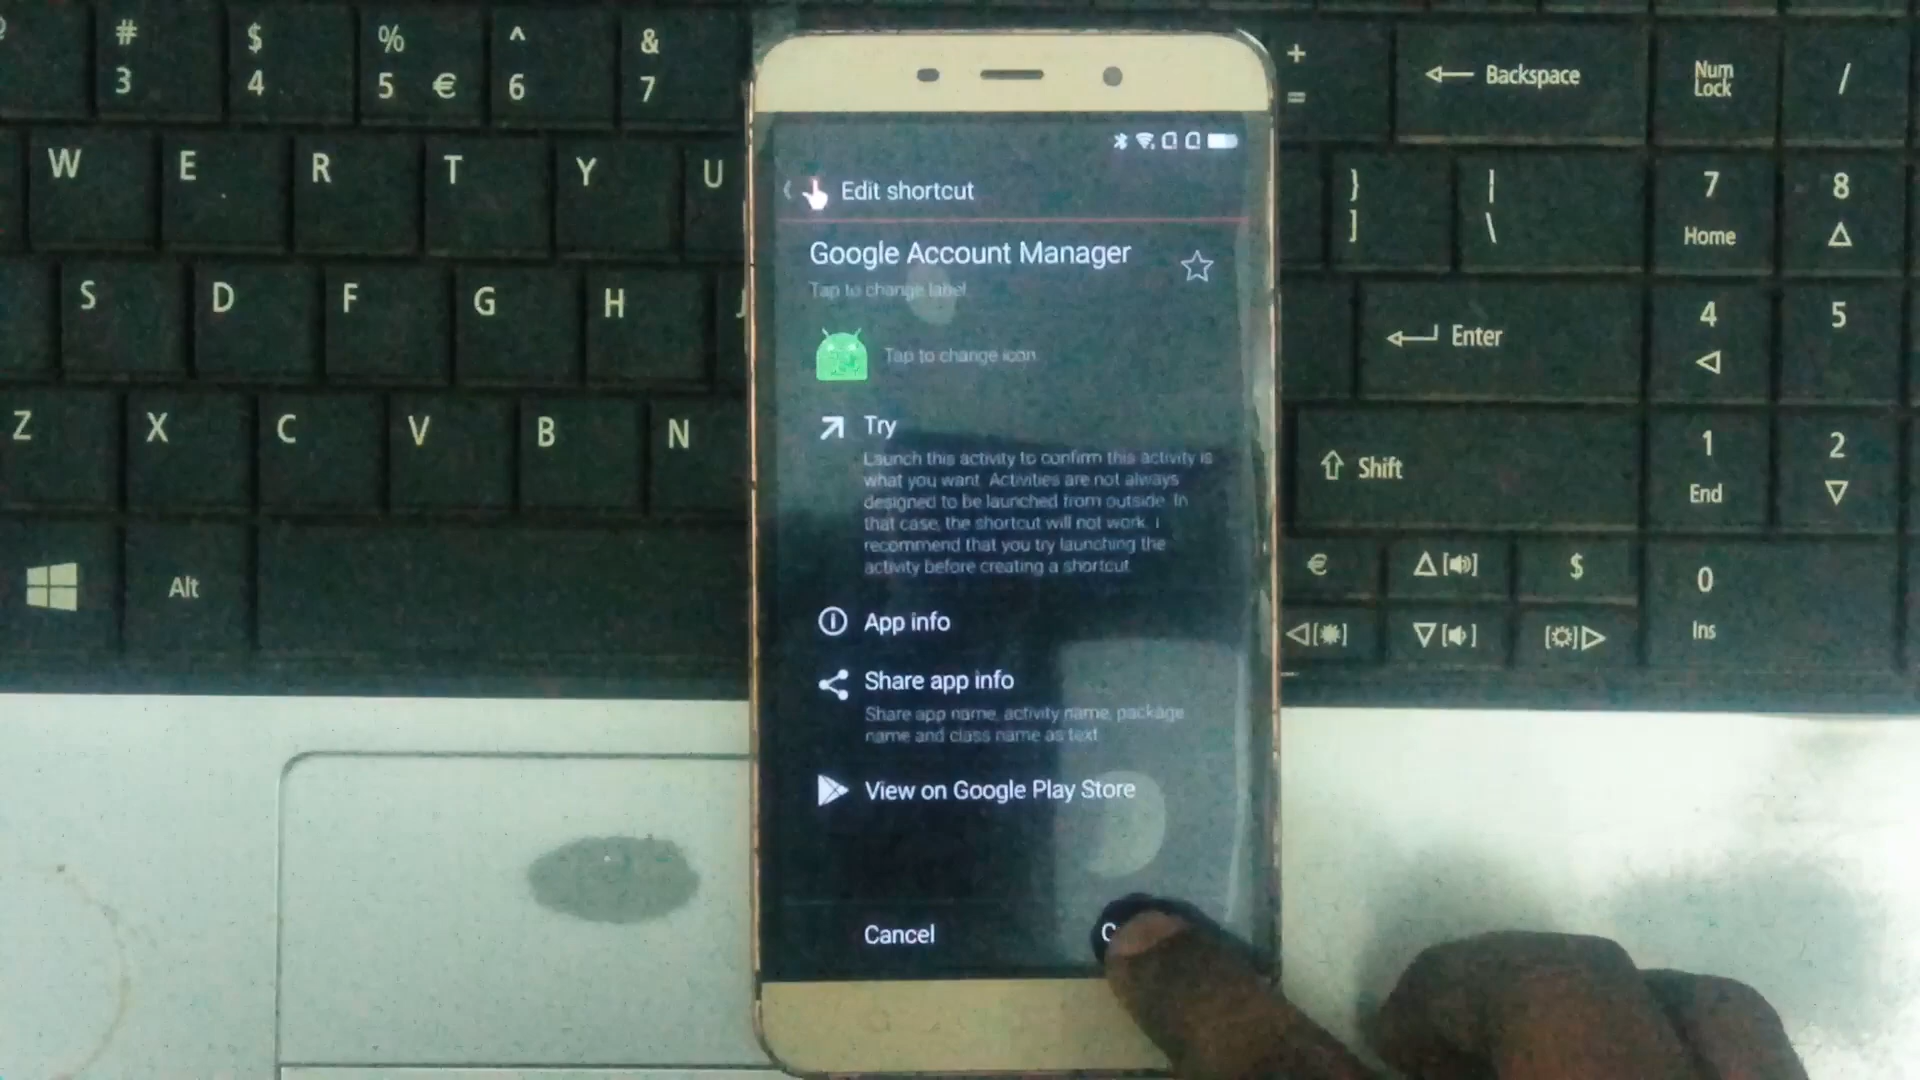 Edit shortcut
Google Account Manager
Tap to change label
Tap to change icon
Try
Launch this activity to confirm this activity is
what you want. Activities are not always
designed to be launched from outside. In
that case, the shortcut will not work. I
recommend that you try launching the
activity before creating a shortcut
App info
Share app info
Share app name, activity name, package
name and class name as text
View on Google Play Store
Cancel
# $ % ^ & +
3 4 5 € 6 7 =
Backspace
Num
Lock
/
W E R T Y U
} |
] \
7 8
Home
S D F G H J
Enter
4 5
Z X C V B N
Shift
1 2
End
Alt
€ $
0
Ins